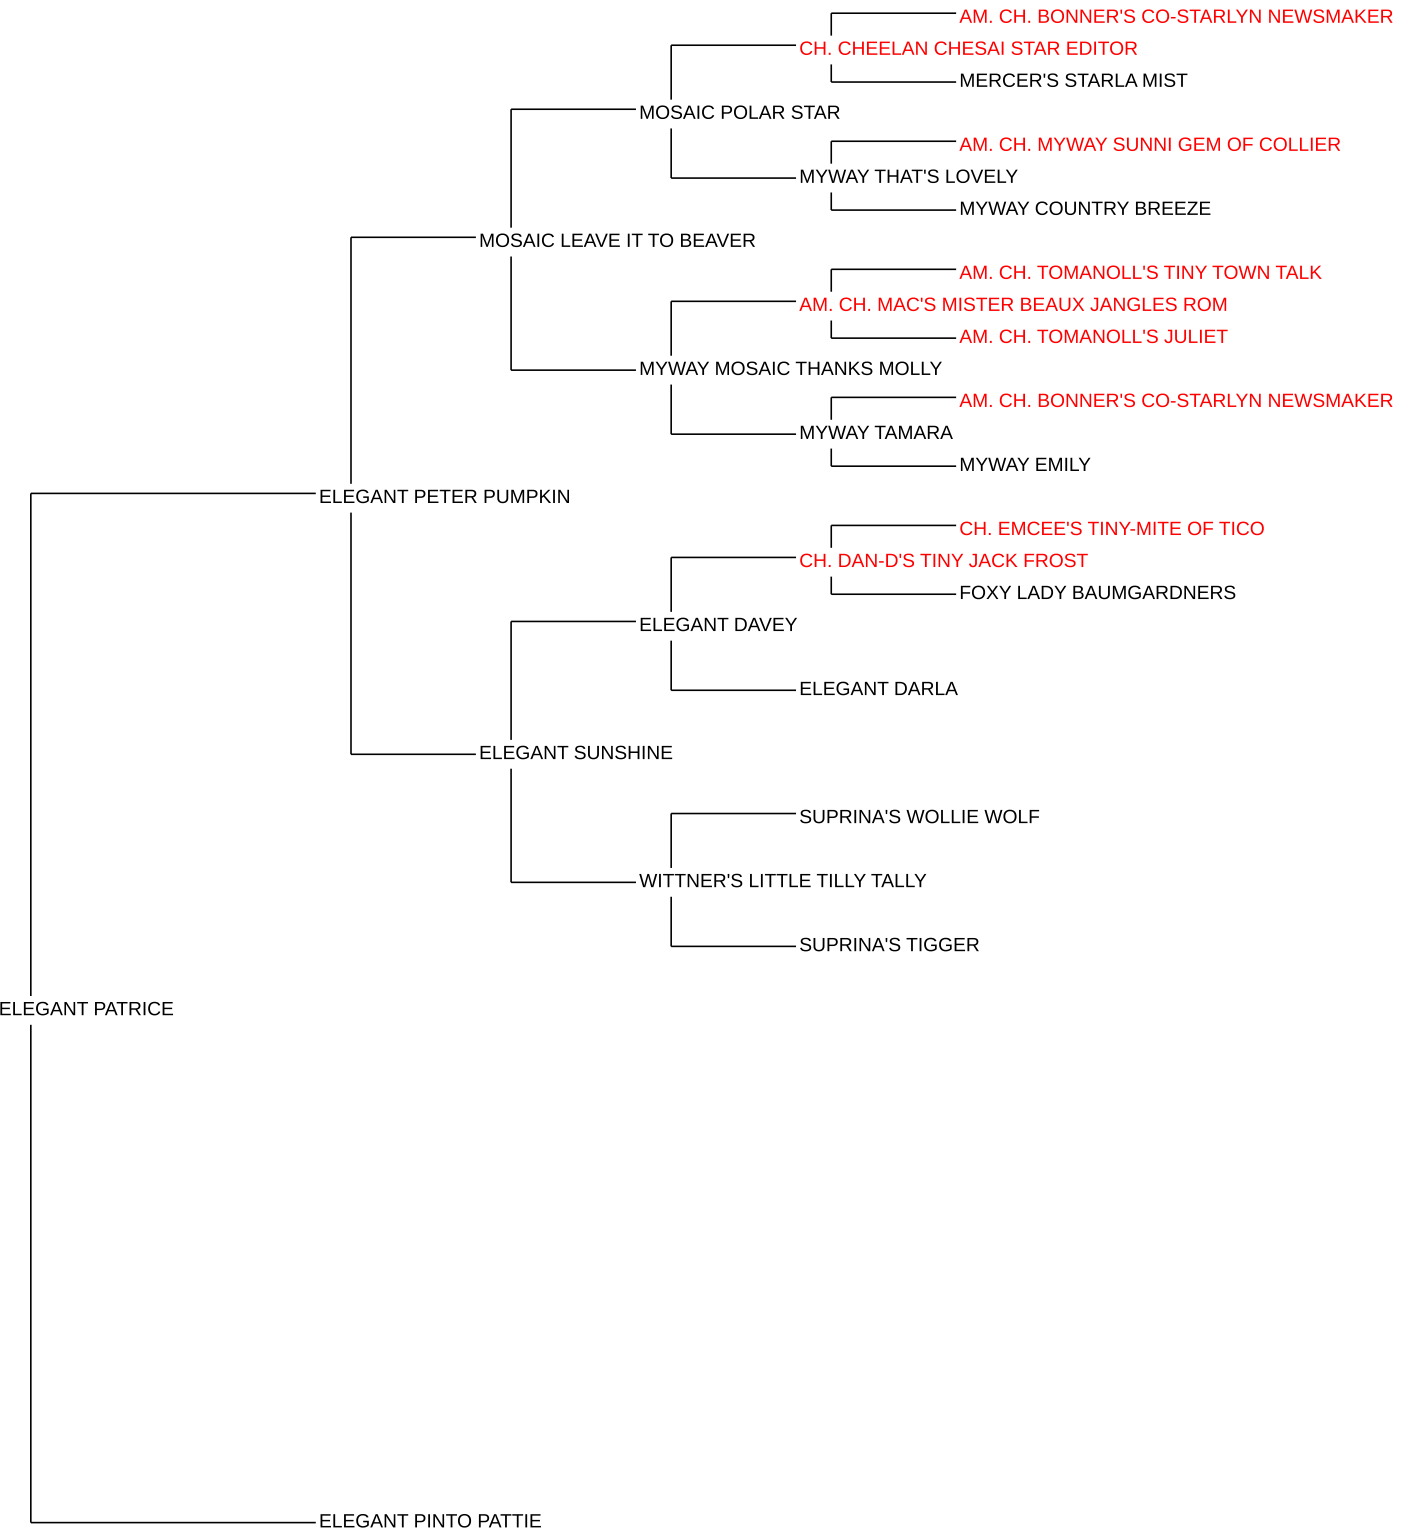 AM. CH. BONNER'S CO-STARLYN NEWSMAKER
CH. CHEELAN CHESAI STAR EDITOR
MERCER'S STARLA MIST
MOSAIC POLAR STAR
AM. CH. MYWAY SUNNI GEM OF COLLIER
MYWAY THAT'S LOVELY
MYWAY COUNTRY BREEZE
MOSAIC LEAVE IT TO BEAVER
AM. CH. TOMANOLL'S TINY TOWN TALK
AM. CH. MAC'S MISTER BEAUX JANGLES ROM
AM. CH. TOMANOLL'S JULIET
MYWAY MOSAIC THANKS MOLLY
AM. CH. BONNER'S CO-STARLYN NEWSMAKER
MYWAY TAMARA
MYWAY EMILY
ELEGANT PETER PUMPKIN
CH. EMCEE'S TINY-MITE OF TICO
CH. DAN-D'S TINY JACK FROST
FOXY LADY BAUMGARDNERS
ELEGANT DAVEY
ELEGANT DARLA
ELEGANT SUNSHINE
SUPRINA'S WOLLIE WOLF
WITTNER'S LITTLE TILLY TALLY
SUPRINA'S TIGGER
ELEGANT PATRICE
ELEGANT PINTO PATTIE